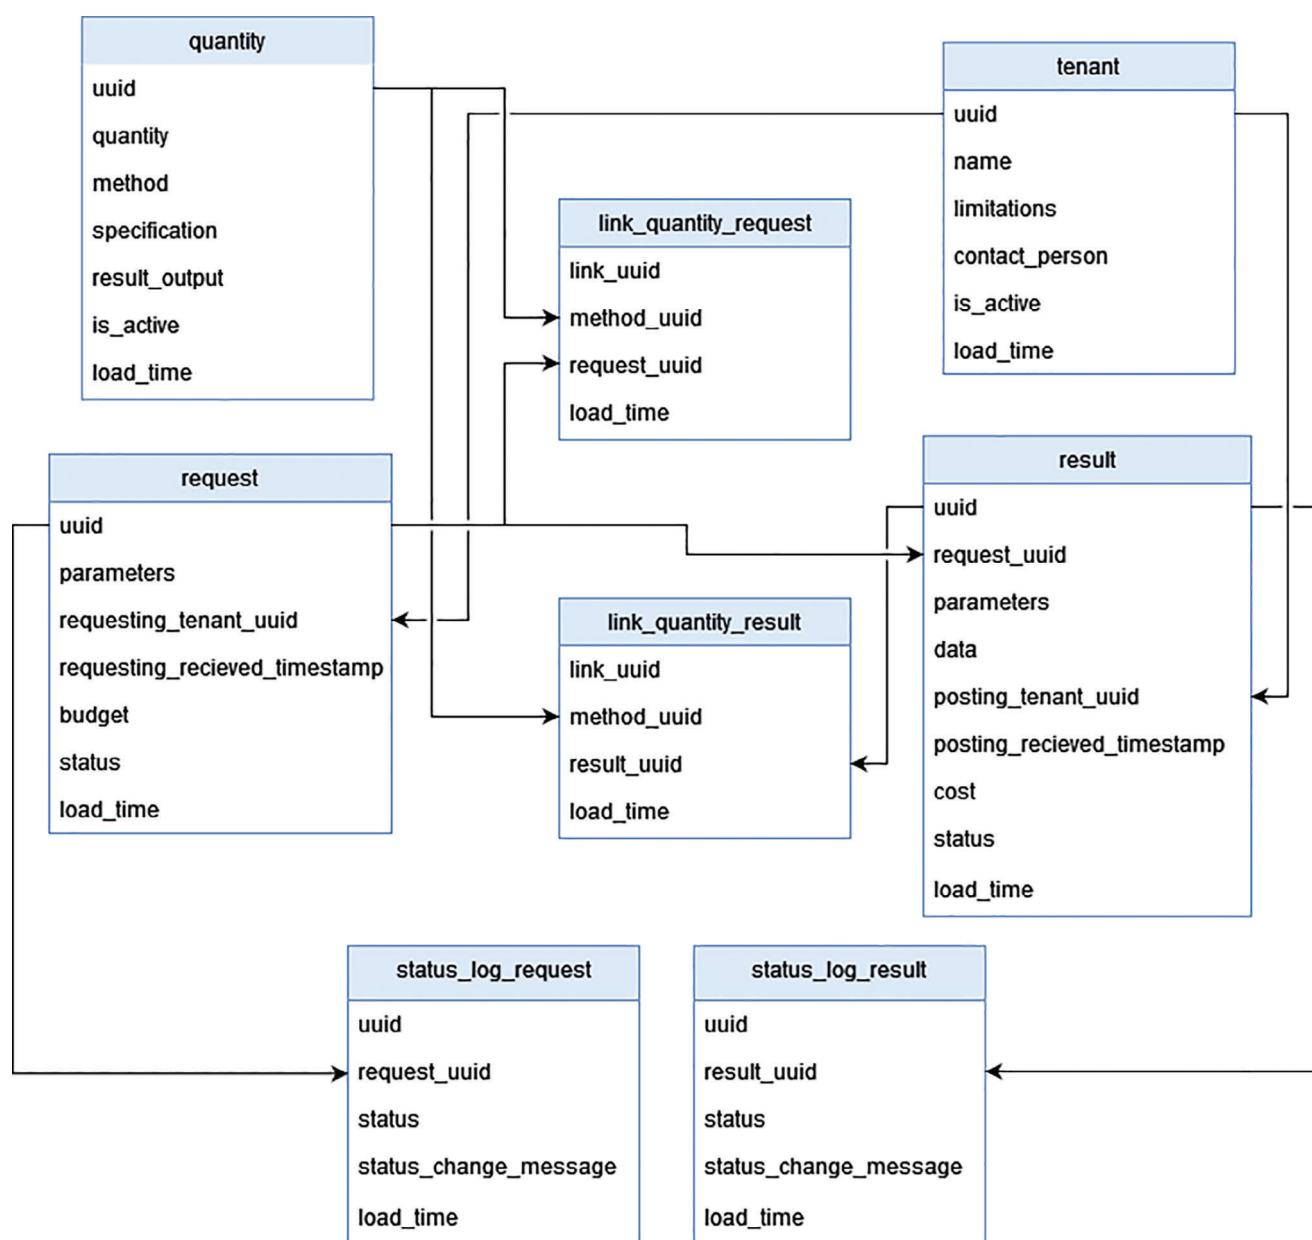 quantity
uuid
quantity
method
specification
result_output
is_active
load_time
tenant
uuid
name
limitations
contact_person
is_active
load_time
link_quantity_request
link_uuid
method_uuid
request_uuid
load_time
request
uuid
parameters
requesting_tenant_uuid
requesting_recieved_timestamp
budget
status
load_time
result
uuid
request_uuid
parameters
data
posting_tenant_uuid
posting_recieved_timestamp
cost
status
load_time
link_quantity_result
link_uuid
method_uuid
result_uuid
load_time
status_log_request
uuid
request_uuid
status
status_change_message
load_time
status_log_result
uuid
result_uuid
status
status_change_message
load_time